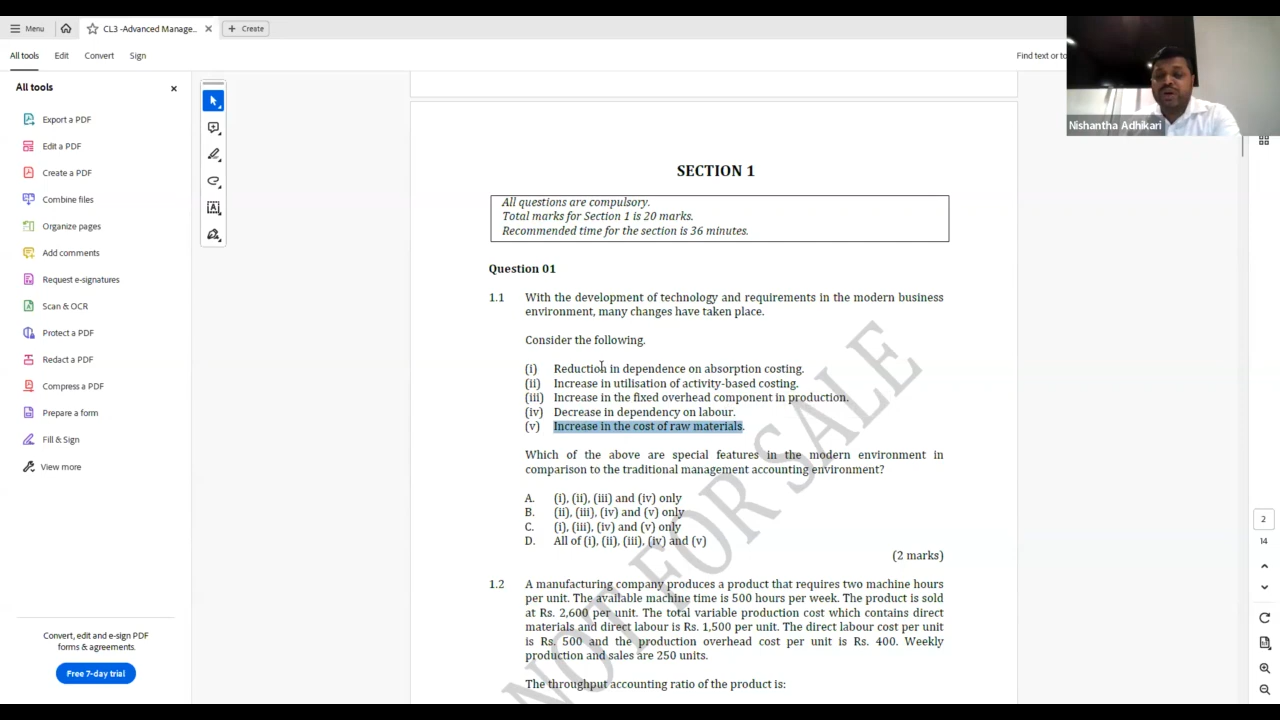 Menu
CL3 -Advanced Manage...
Create
All tools
Edit
Convert
Sign
Find text or to
All tools
Export a PDF
Edit a PDF
Create a PDF
Combine files
Organize pages
Add comments
Request e-signatures
Scan & OCR
Protect a PDF
Redact a PDF
Compress a PDF
Prepare a form
Fill & Sign
View more
Convert, edit and e-sign PDF
forms & agreements.
Free 7-day trial
Nishantha Adhikari
SECTION 1
All questions are compulsory.
Total marks for Section 1 is 20 marks.
Recommended time for the section is 36 minutes.
Question 01
1.1 With the development of technology and requirements in the modern business
environment, many changes have taken place.
Consider the following.
(i) Reduction in dependence on absorption costing.
(ii) Increase in utilisation of activity-based costing.
(iii) Increase in the fixed overhead component in production.
(iv) Decrease in dependency on labour.
(v) Increase in the cost of raw materials.
Which of the above are special features in the modern environment in
comparison to the traditional management accounting environment?
A. (i), (ii), (iii) and (iv) only
B. (ii), (iii), (iv) and (v) only
C. (i), (iii), (iv) and (v) only
D. All of (i), (ii), (iii), (iv) and (v)
(2 marks)
1.2 A manufacturing company produces a product that requires two machine hours
per unit. The available machine time is 500 hours per week. The product is sold
at Rs. 2,600 per unit. The total variable production cost which contains direct
materials and direct labour is Rs. 1,500 per unit. The direct labour cost per unit
is Rs. 500 and the production overhead cost per unit is Rs. 400. Weekly
production and sales are 250 units.
The throughput accounting ratio of the product is:
NOT FOR SALE
2
14